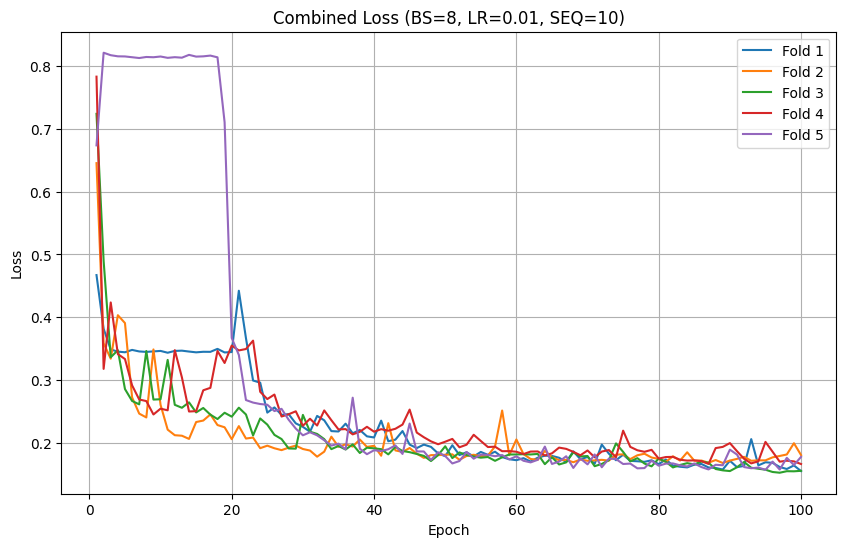 Combined Loss (BS=8, LR=0.01, SEQ=10)
Fold 1
Fold 2
Fold 3
Fold 4
Fold 5
Loss
0.8
0.7
0.6
0.5
0.4
0.3
0.2
0 20 40 60 80 100
Epoch